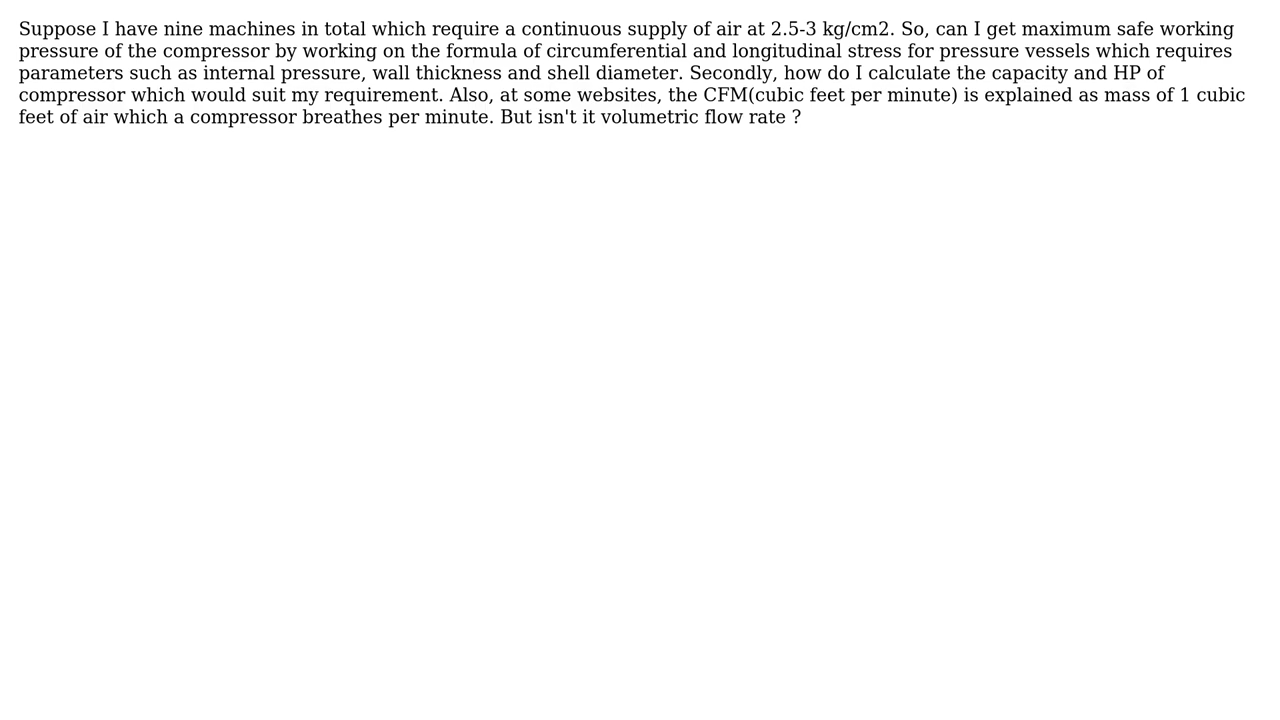 Suppose I have nine machines in total which require a continuous supply of air at 2.5-3 kg/cm2. So, can I get maximum safe working
pressure of the compressor by working on the formula of circumferential and longitudinal stress for pressure vessels which requires
parameters such as internal pressure, wall thickness and shell diameter. Secondly, how do I calculate the capacity and HP of
compressor which would suit my requirement. Also, at some websites, the CFM(cubic feet per minute) is explained as mass of 1 cubic
feet of air which a compressor breathes per minute. But isn't it volumetric flow rate ?